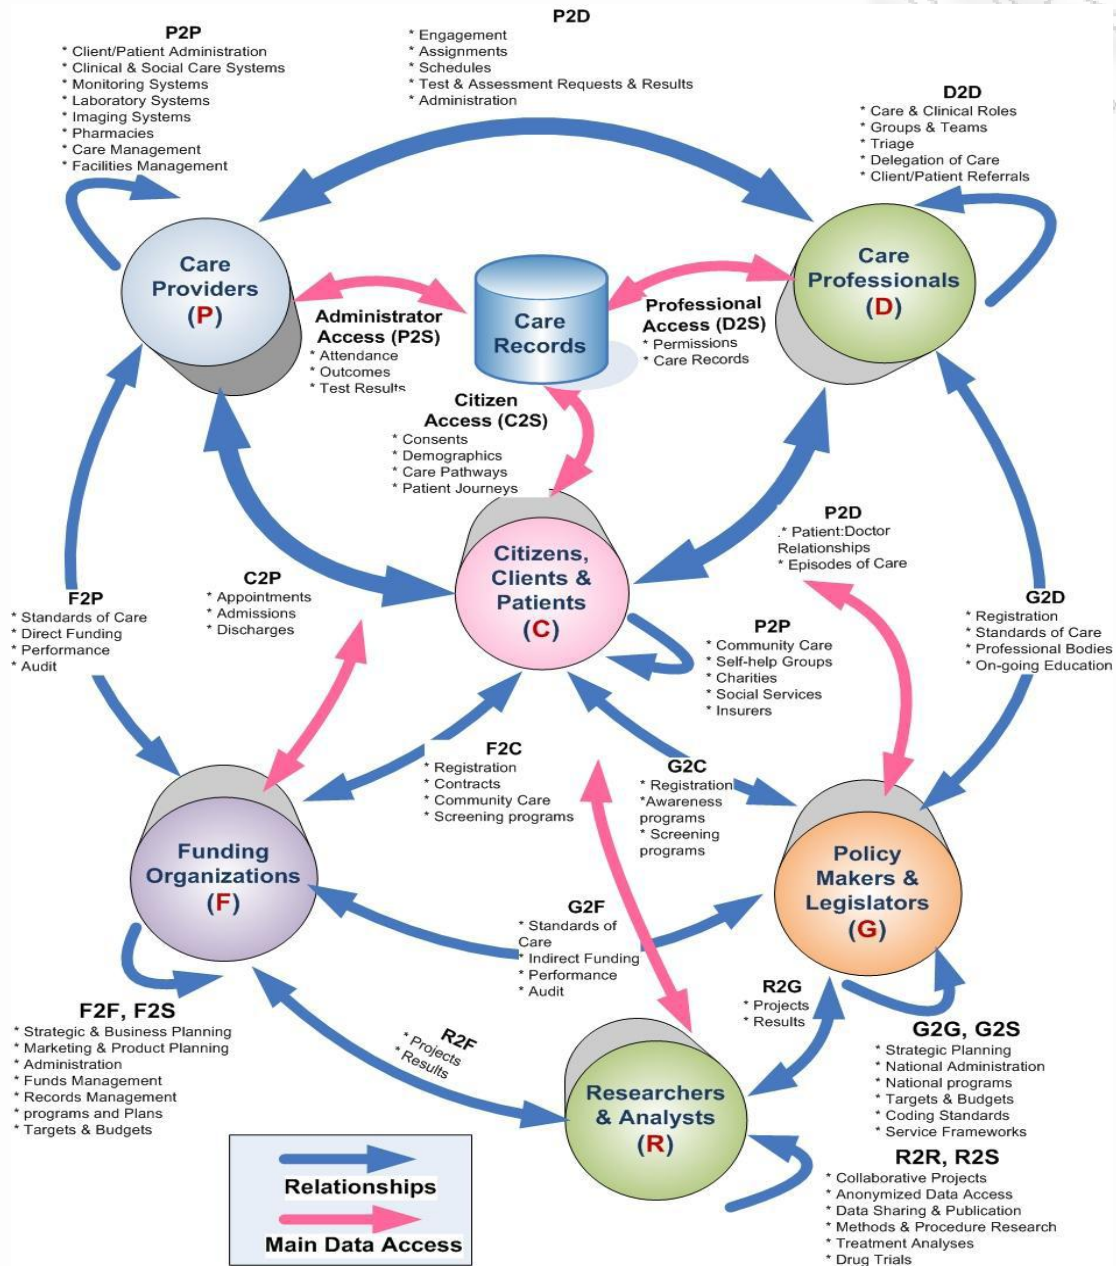 P2D
* Engagement
* Assignments
* Schedules
* Test & Assessment Requests & Results
* Administration
P2P
* Client/Patient Administration
* Clinical & Social Care Systems
* Monitoring Systems
* Laboratory Systems
* Imaging Systems
* Pharmacies
* Care Management
* Facilities Management
D2D
* Care & Clinical Roles
* Groups & Teams
* Triage
* Delegation of Care
* Client/Patient Referrals
Care
Providers
(P)
Administrator
Access (P2S)
* Attendance
* Outcomes
* Test Results
Care
Records
Professional
Access (D2S)
* Permissions
* Care Records
Care
Professionals
(D)
Citizen
Access (C2S)
* Consents
* Demographics
* Care Pathways
* Patient Journeys
Citizens,
Clients &
Patients
(C)
P2D
.* Patient:Doctor
Relationships
* Episodes of Care
F2P
* Standards of Care
* Direct Funding
* Performance
* Audit
C2P
* Appointments
* Admissions
* Discharges
P2P
* Community Care
* Self-help Groups
* Charities
* Social Services
* Insurers
G2D
* Registration
* Standards of Care
* Professional Bodies
* On-going Education
F2C
* Registration
* Contracts
* Community Care
* Screening programs
G2C
* Registration
*Awareness
programs
* Screening
programs
Funding
Organizations
(F)
Policy
Makers &
Legislators
(G)
G2F
* Standards of
Care
* Indirect Funding
* Performance
* Audit
R2G
* Projects
* Results
F2F, F2S
* Strategic & Business Planning
* Marketing & Product Planning
* Administration
* Funds Management
* Records Management
* programs and Plans
* Targets & Budgets
R2F
* Projects
* Results
Researchers
& Analysts
(R)
G2G, G2S
* Strategic Planning
* National Administration
* National programs
* Targets & Budgets
* Coding Standards
* Service Frameworks
R2R, R2S
* Collaborative Projects
* Anonymized Data Access
* Data Sharing & Publication
* Methods & Procedure Research
* Treatment Analyses
* Drug Trials
Relationships
Main Data Access